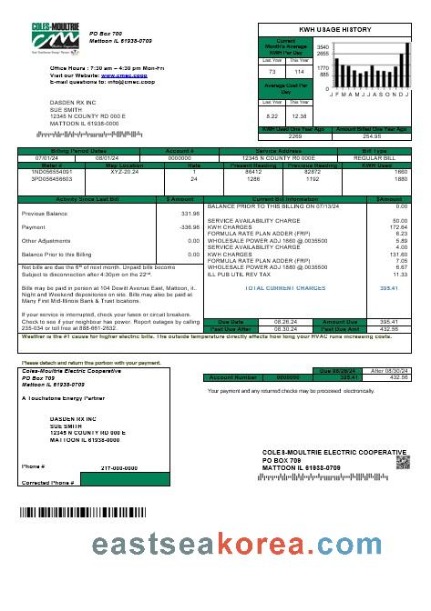 COLES-MOULTRIE
PO Box 709
Mattoon IL 61938-0709
Office Hours : 7:30 am – 4:30 pm Mon-Fri
Visit our Website: www.cmec.coop
E-mail questions to: info@cmec.coop
DASDEN RX INC
SUE SMITH
12345 N COUNTY RD 000 E
MATTOON IL 61938-0000
KWH USAGE HISTORY
Current
Months Average
KWH Per Day
Last Year This Year
73 114
Average Cost Per
Day
Last Year This Year
8.22 12.38
3540
2655
1770
885
0
J F M A M J J A S O N D J
KWH Used One Year Ago Amount Billed One Year Ago
2269 254.98
Billing Period Dates Account # Service Address Bill Type
07/01/24 08/01/24 0000000 12345 N COUNTY RD 000E REGULAR BILL
Meter # Map Location Rate Present Reading Previous Reading KWH Used
1ND056554091 XYZ-20.24 1 86412 82872 1660
3PD056456603 24 1286 1192 1880
Activity Since Last Bill $ Amount Current Bill Information $Amount
BALANCE PRIOR TO THIS BILLING ON 07/13/24 0.00
Previous Balance 331.96
Payment -336.96
Other Adjustments 0.00
Balance Prior to this Billing 0.00
SERVICE AVAILABILITY CHARGE 50.00
KWH CHARGES 172.64
FORMULA RATE PLAN ADDER (FRP) 6.23
WHOLESALE POWER ADJ 1660 @.0035500 5.89
SERVICE AVAILABILITY CHARGE 4.00
KWH CHARGES 131.60
FORMULA RATE PLAN ADDER (FRP) 7.05
WHOLESALE POWER ADJ 1880 @.0035500 6.67
ILL PUB UTIL REV TAX 11.33
TOTAL CURRENT CHARGES 395.41
Net bills are due the 5th of next month. Unpaid bills become
Subject to disconnection after 4:30pm on the 22nd.
Bills may be paid in person at 104 Dewitt Avenue East, Mattoon, IL
Night and Weekend depositories on site. Bills may also be paid at
Many First Mid-Illinois Bank & Trust locations.
If your service is interrupted, check your fuses or circuit breakers.
Check to see if your neighbour has power. Report outages by calling
235-034 or toll free at 888-661-2632.
Due Date 08.26.24 Amount Due 395.41
Past Due After 08.30.24 Past Due Amt 432.56
Weather is the #1 cause for higher electric bills. The outside temperature directly effects how long your HVAC runs increasing costs.
Please detach and return this portion with your payment.
Coles-Moultrie Electric Cooperative
PO Box 709
Mattoon IL 61938-0709
A Touchstone Energy Partner
DASDEN RX INC
SUE SMITH
12345 N COUNTY RD 000 E
MATTOON IL 61938-0000
Phone # 217-000-0000
Corrected Phone #
Due 08/26/24 After 08/30/24
Account Number 0000000 395.41 432.56
Your payment and any returned checks may be processed electronically.
COLES-MOULTRIE ELECTRIC COOPERATIVE
PO BOX 709
MATTOON IL 61938-0709
eastseakorea.com